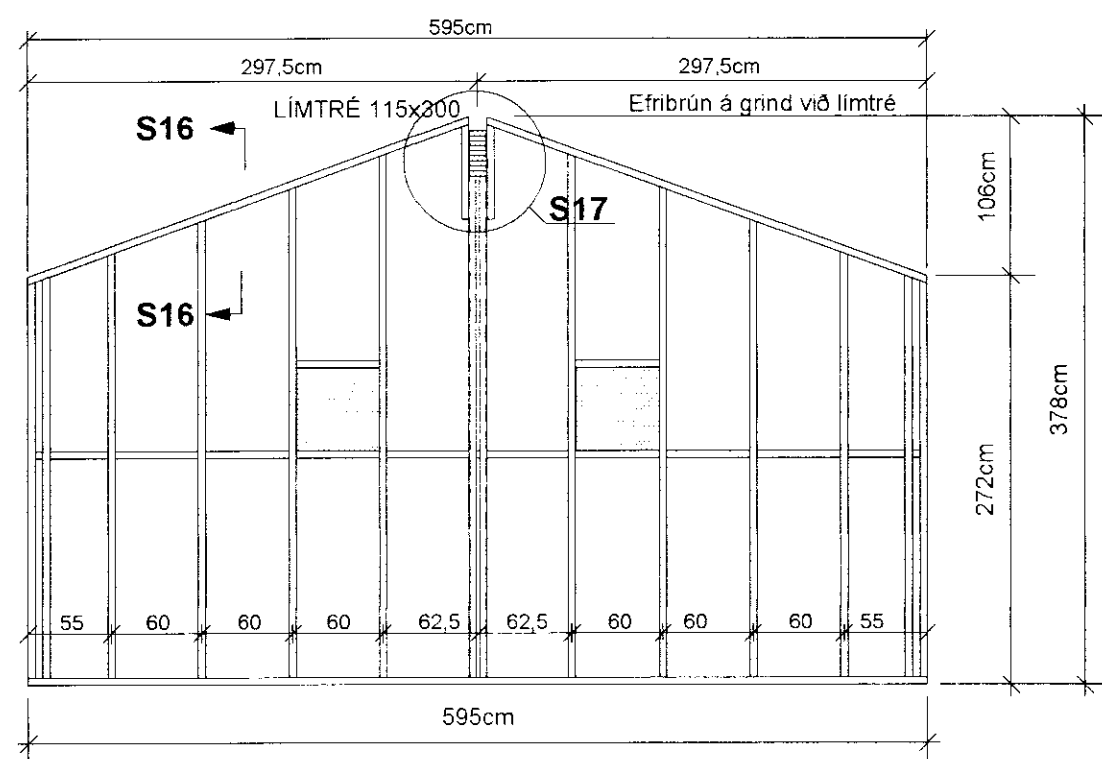 595cm
297,5cm 297,5cm
LÍMTRÉ 115x300 Efribrún á grind við límtré
S16
S17
106cm
S16
378cm
272cm
55 60 60 60 62,5 62,5 60 60 60 55
595cm